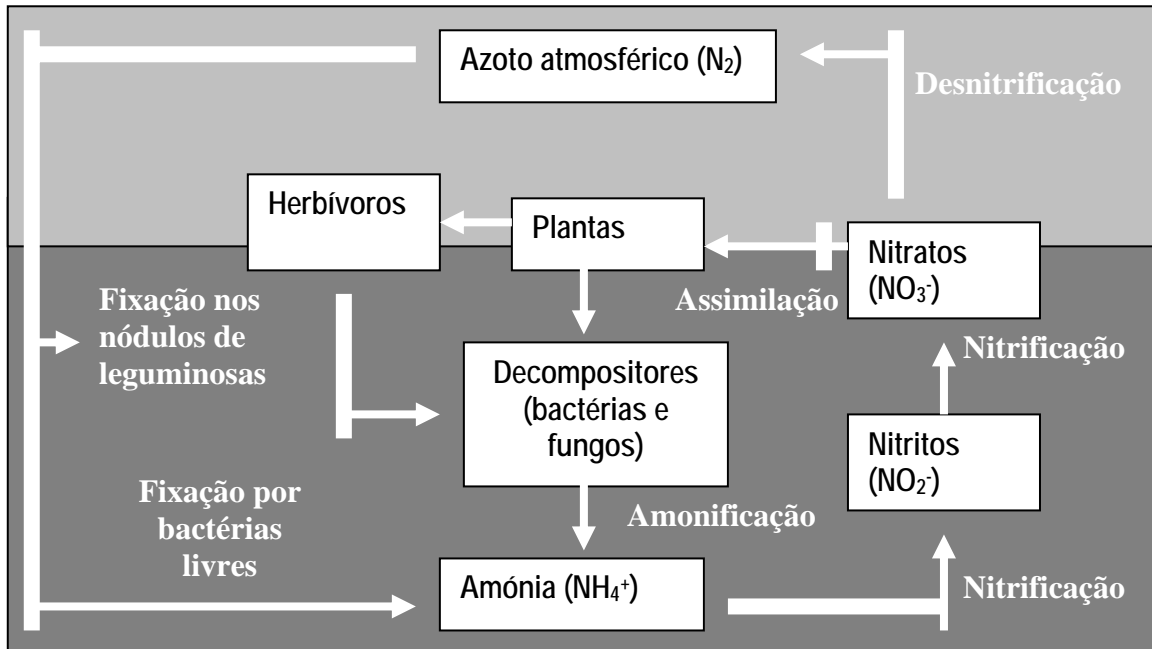 Azoto atmosférico (N₂)
Desnitrificação
Herbívoros
Plantas
Nitratos
(NO₃⁻)
Assimilação
Fixação nos
nódulos de
leguminosas
Nitrificação
Decompositores
(bactérias e
fungos)
Nitritos
(NO₂⁻)
Fixação por
bactérias
livres
Amonificação
Amónia (NH₄⁺)
Nitrificação